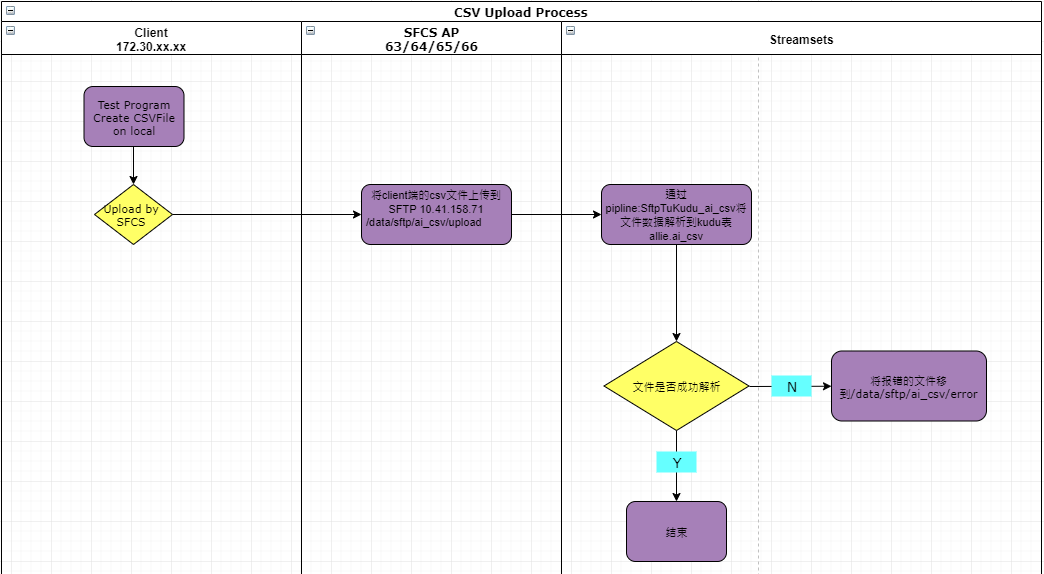 CSV Upload Process
Client
172.30.xx.xx
SFCS AP
63/64/65/66
Streamsets
Test Program
Create CSVFile
on local
Upload by
SFCS
将client端的csv文件上传到
SFTP 10.41.158.71
/data/sftp/ai_csv/upload
通过
pipline:SftpTuKudu_ai_csv将
文件数据解析到kudu表
allie.ai_csv
文件是否成功解析
N
将报错的文件移
到/data/sftp/ai_csv/error
Y
结束